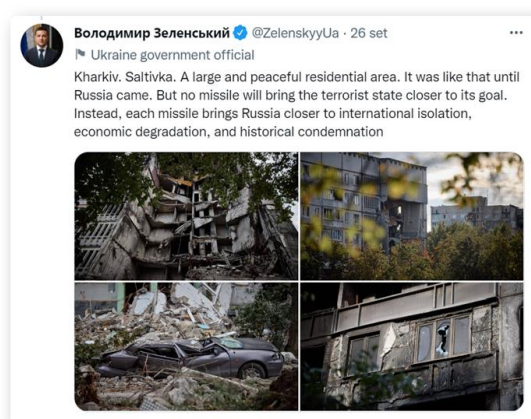 Володимир Зеленський @ZelenskyyUa · 26 set
Ukraine government official
Kharkiv. Saltivka. A large and peaceful residential area. It was like that until
Russia came. But no missile will bring the terrorist state closer to its goal.
Instead, each missile brings Russia closer to international isolation,
economic degradation, and historical condemnation